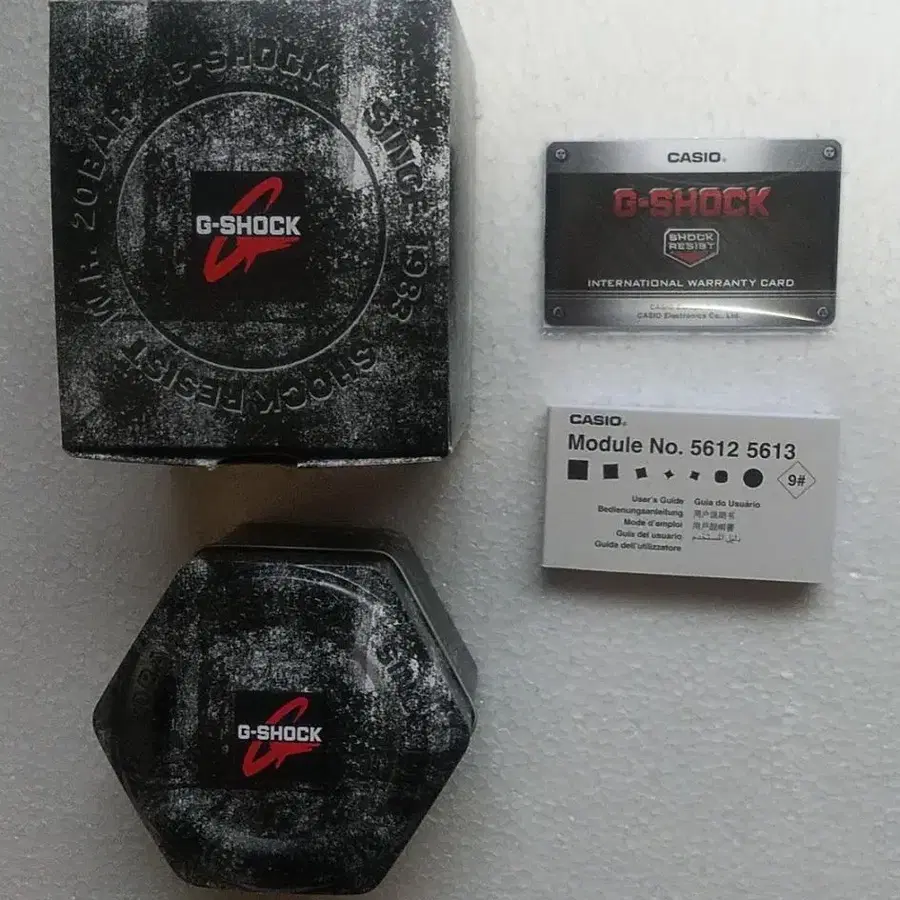 G-SHOCK SINCE 1983
W.R. 20BAR
SHOCK RESIST
G-SHOCK
CASIO®
G-SHOCK
SHOCK
RESIST
INTERNATIONAL WARRANTY CARD
CASIO Electronics Co., Ltd.
CASIO®
Module No. 5612 5613
9#
User's Guide Guia do Usuário
Bedienungsanleitung 用户说明书
Mode d'emploi 用戶說明書
Guía del usuario دليل المستخدم
Guida dell'utilizzatore
G-SHOCK